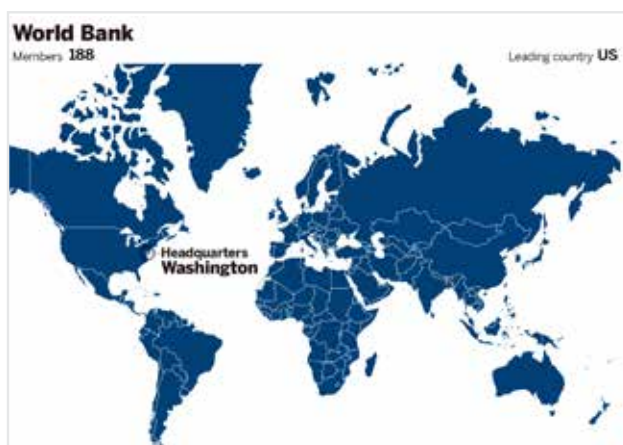 World Bank
Members 188
Leading country US
Headquarters
Washington